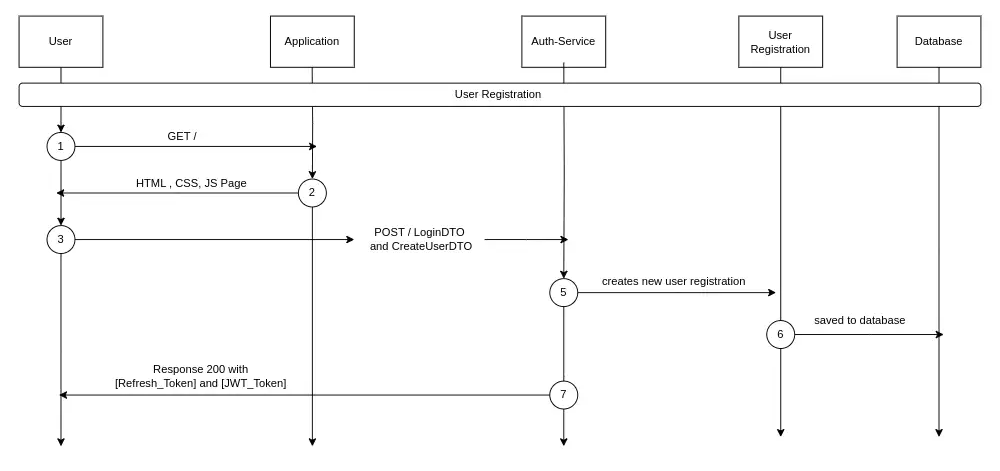 User
Application
Auth-Service
User
Registration
Database
User Registration
1
GET /
HTML , CSS, JS Page
2
3
POST / LoginDTO
and CreateUserDTO
5
creates new user registration
6
saved to database
Response 200 with
[Refresh_Token] and [JWT_Token]
7